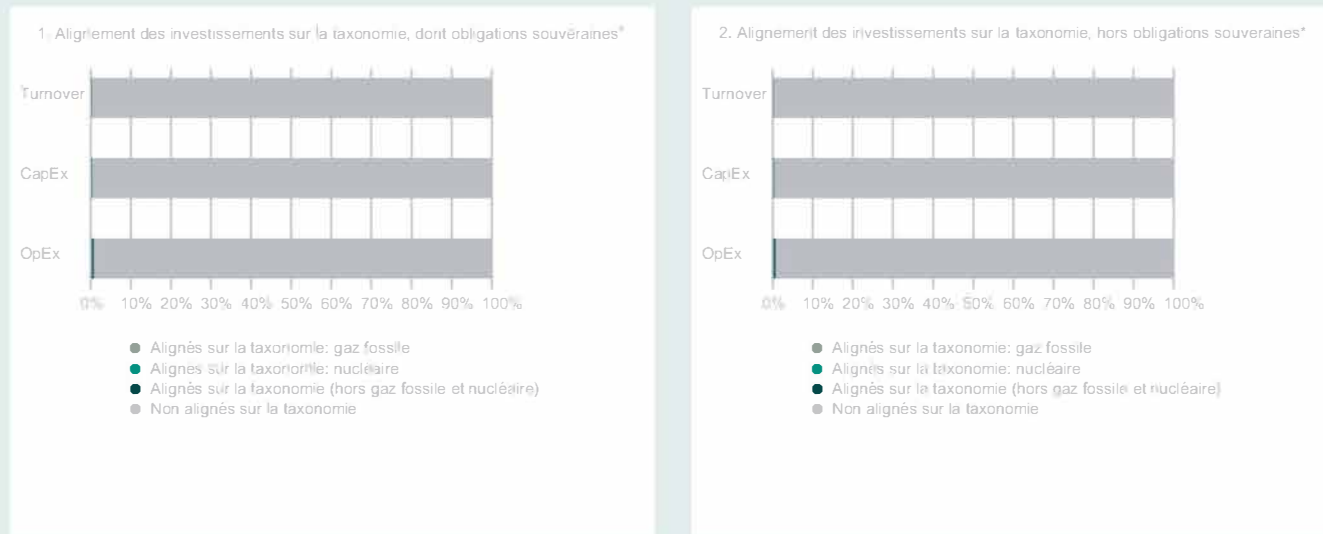 1. Alignement des investissements sur la taxonomie, dont obligations souveraines*
Turnover
CapEx
OpEx
0% 10% 20% 30% 40% 50% 60% 70% 80% 90% 100%
Alignés sur la taxonomie: gaz fossile
Alignés sur la taxonomie: nucléaire
Alignés sur la taxonomie (hors gaz fossile et nucléaire)
Non alignés sur la taxonomie
2. Alignement des investissements sur la taxonomie, hors obligations souveraines*
Turnover
CapEx
OpEx
0% 10% 20% 30% 40% 50% 60% 70% 80% 90% 100%
Alignés sur la taxonomie: gaz fossile
Alignés sur la taxonomie: nucléaire
Alignés sur la taxonomie (hors gaz fossile et nucléaire)
Non alignés sur la taxonomie